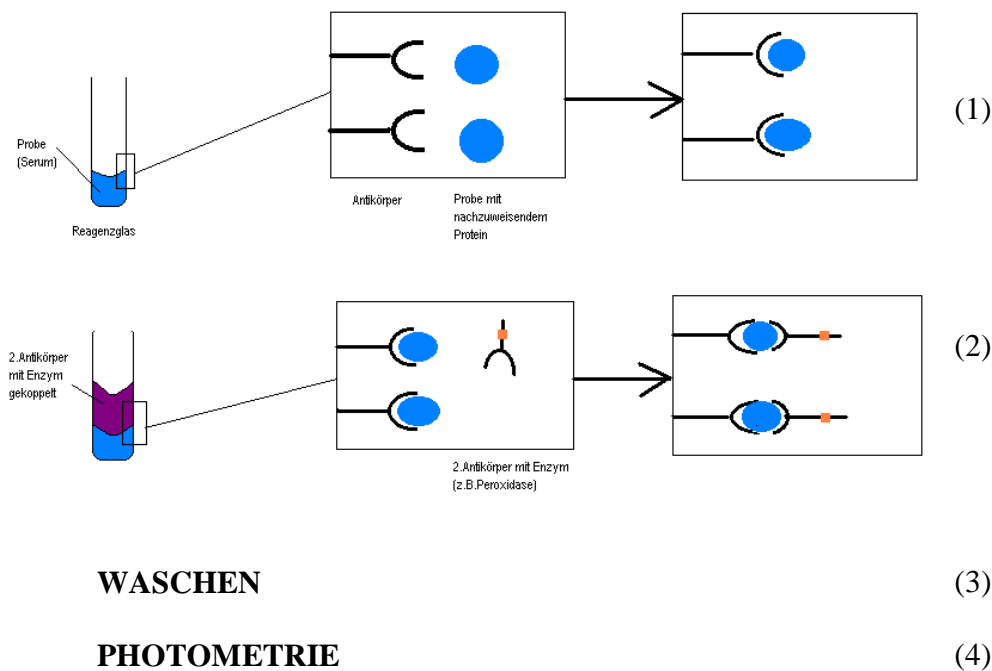 Probe
(Serum)
Reagenzglas
Antikörper
Probe mit
nachzuweisendem
Protein
(1)
2.Antikörper
mit Enzym
gekoppelt
2.Antikörper mit Enzym
(z.B.Peroxidase)
(2)
WASCHEN (3)
PHOTOMETRIE (4)